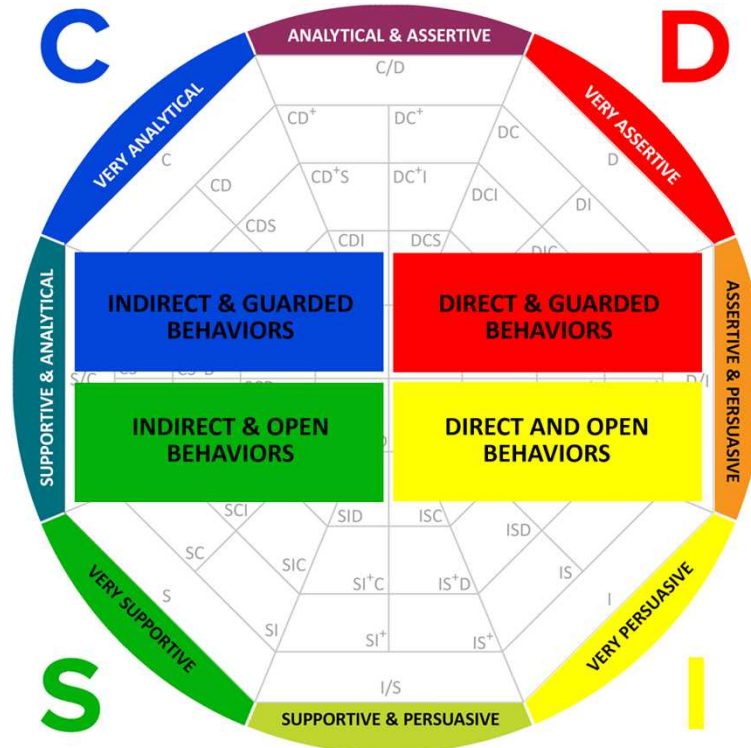 C
D
ANALYTICAL & ASSERTIVE
C/D
VERY ANALYTICAL
VERY ASSERTIVE
CD+
DC+
DC
C
D
CD
CD+S
DC+I
DCI
DI
CDS
CDI
DCS
DIC
SUPPORTIVE & ANALYTICAL
INDIRECT & GUARDED
BEHAVIORS
DIRECT & GUARDED
BEHAVIORS
ASSERTIVE & PERSUASIVE
S/C
D/I
INDIRECT & OPEN
BEHAVIORS
DIRECT AND OPEN
BEHAVIORS
SCI
SID
ISC
ISD
SC
SIC
IS
S
SI+C
IS+D
I
VERY SUPPORTIVE
VERY PERSUASIVE
SI
SI+
IS+
I/S
SUPPORTIVE & PERSUASIVE
S
I